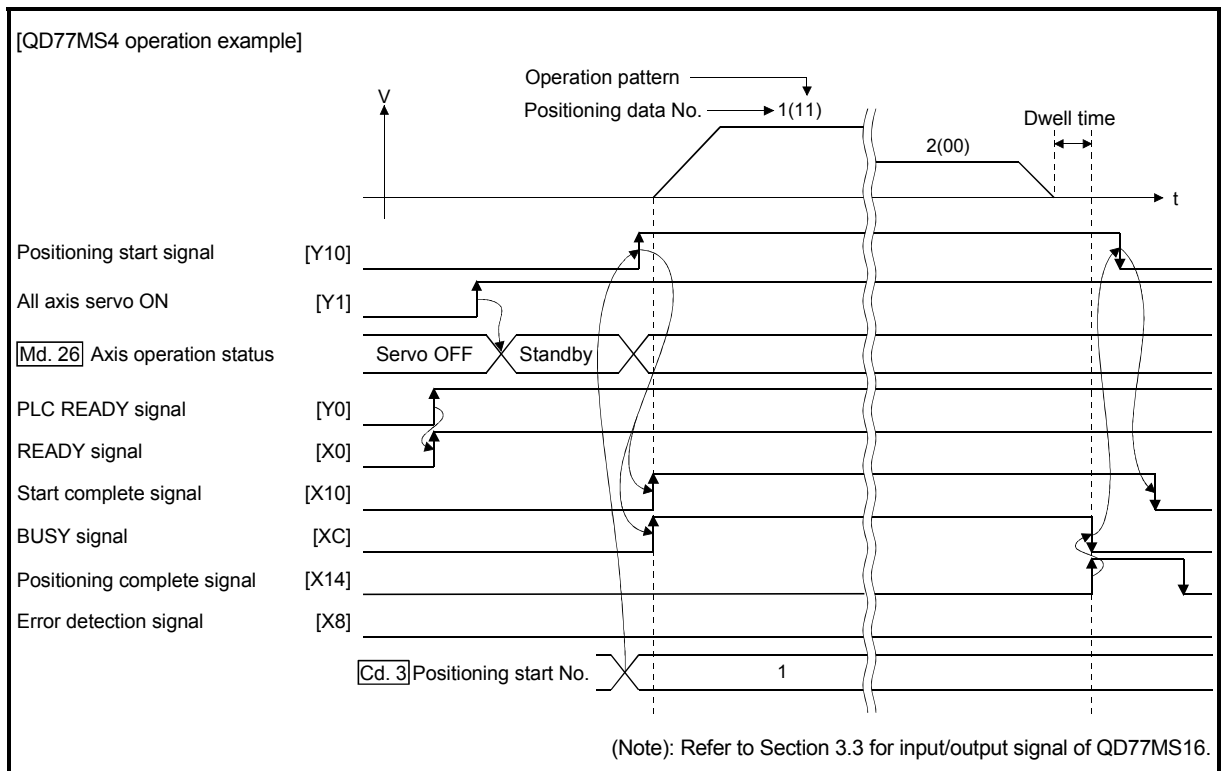 [QD77MS4 operation example]
Operation pattern
V
Positioning data No. 1(11)
Dwell time
2(00)
t
Positioning start signal [Y10]
All axis servo ON [Y1]
Md. 26 Axis operation status Servo OFF Standby
PLC READY signal [Y0]
READY signal [X0]
Start complete signal [X10]
BUSY signal [XC]
Positioning complete signal [X14]
Error detection signal [X8]
Cd. 3 Positioning start No. 1
(Note): Refer to Section 3.3 for input/output signal of QD77MS16.